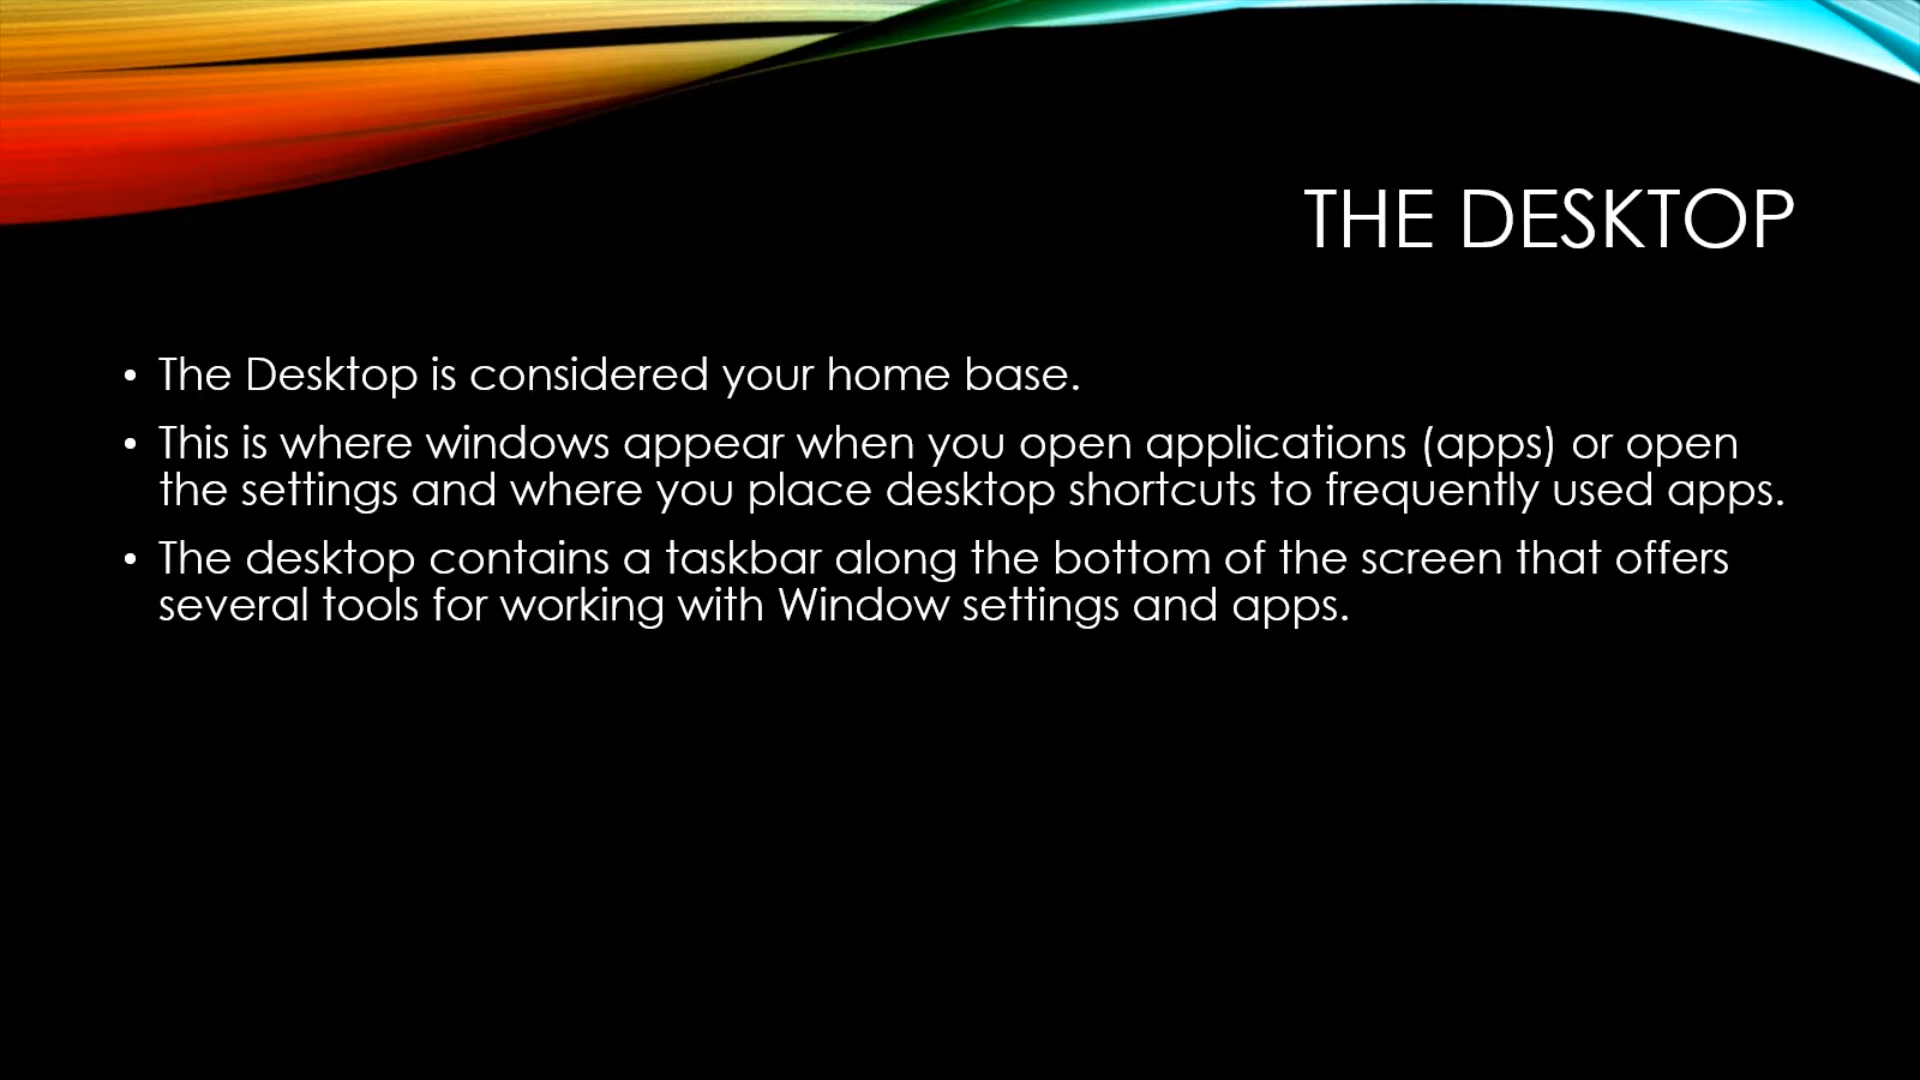 THE DESKTOP
• The Desktop is considered your home base.
• This is where windows appear when you open applications (apps) or open
the settings and where you place desktop shortcuts to frequently used apps.
• The desktop contains a taskbar along the bottom of the screen that offers
several tools for working with Window settings and apps.